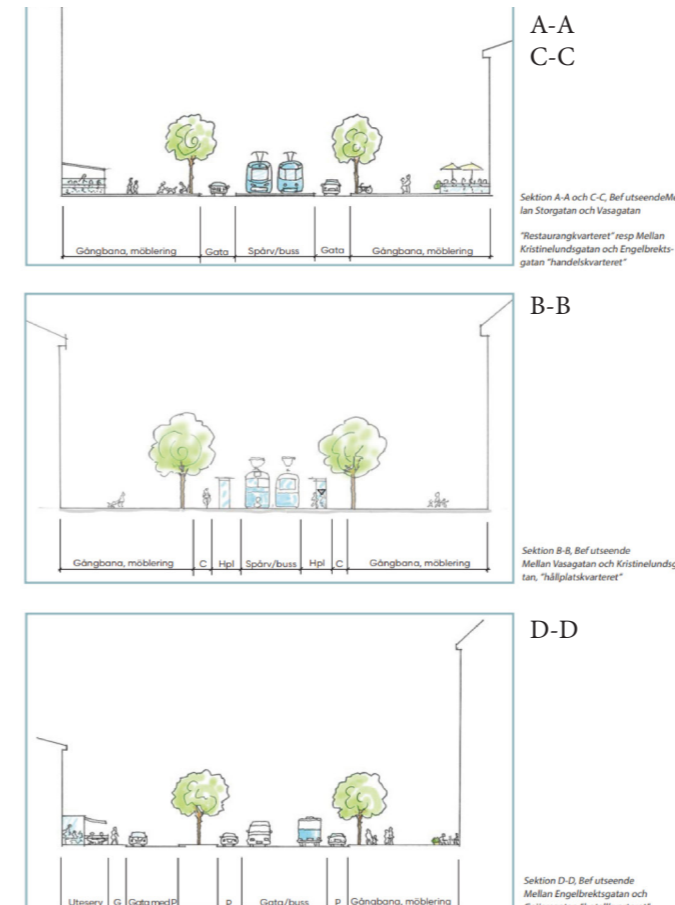 A-A
C-C
Sektion A-A och C-C, Bef utseendeMe
lan Storgatan och Vasagatan
"Restaurangkvarteret" resp Mellan
Kristinelundsgatan och Engelbrekts-
gatan "handelskvarteret"
Gångbana, möblering Gata Spårv/buss Gata Gångbana, möblering
B-B
Gångbana, möblering C Hpl Spårv/buss Hpl C Gångbana, möblering
Sektion B-B, Bef utseende
Mellan Vasagatan och Kristinelundsg
tan, "hållplatskvarteret"
D-D
Uteserv G Gata med P P Gata/buss P Gångbana, möblering
Sektion D-D, Bef utseende
Mellan Engelbrektsgatan och